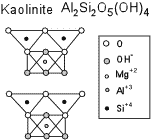 Kaolinite Al₂Si₂O₅(OH)₄
O
OH⁻
Mg⁺²
Al⁺³
Si⁺⁴